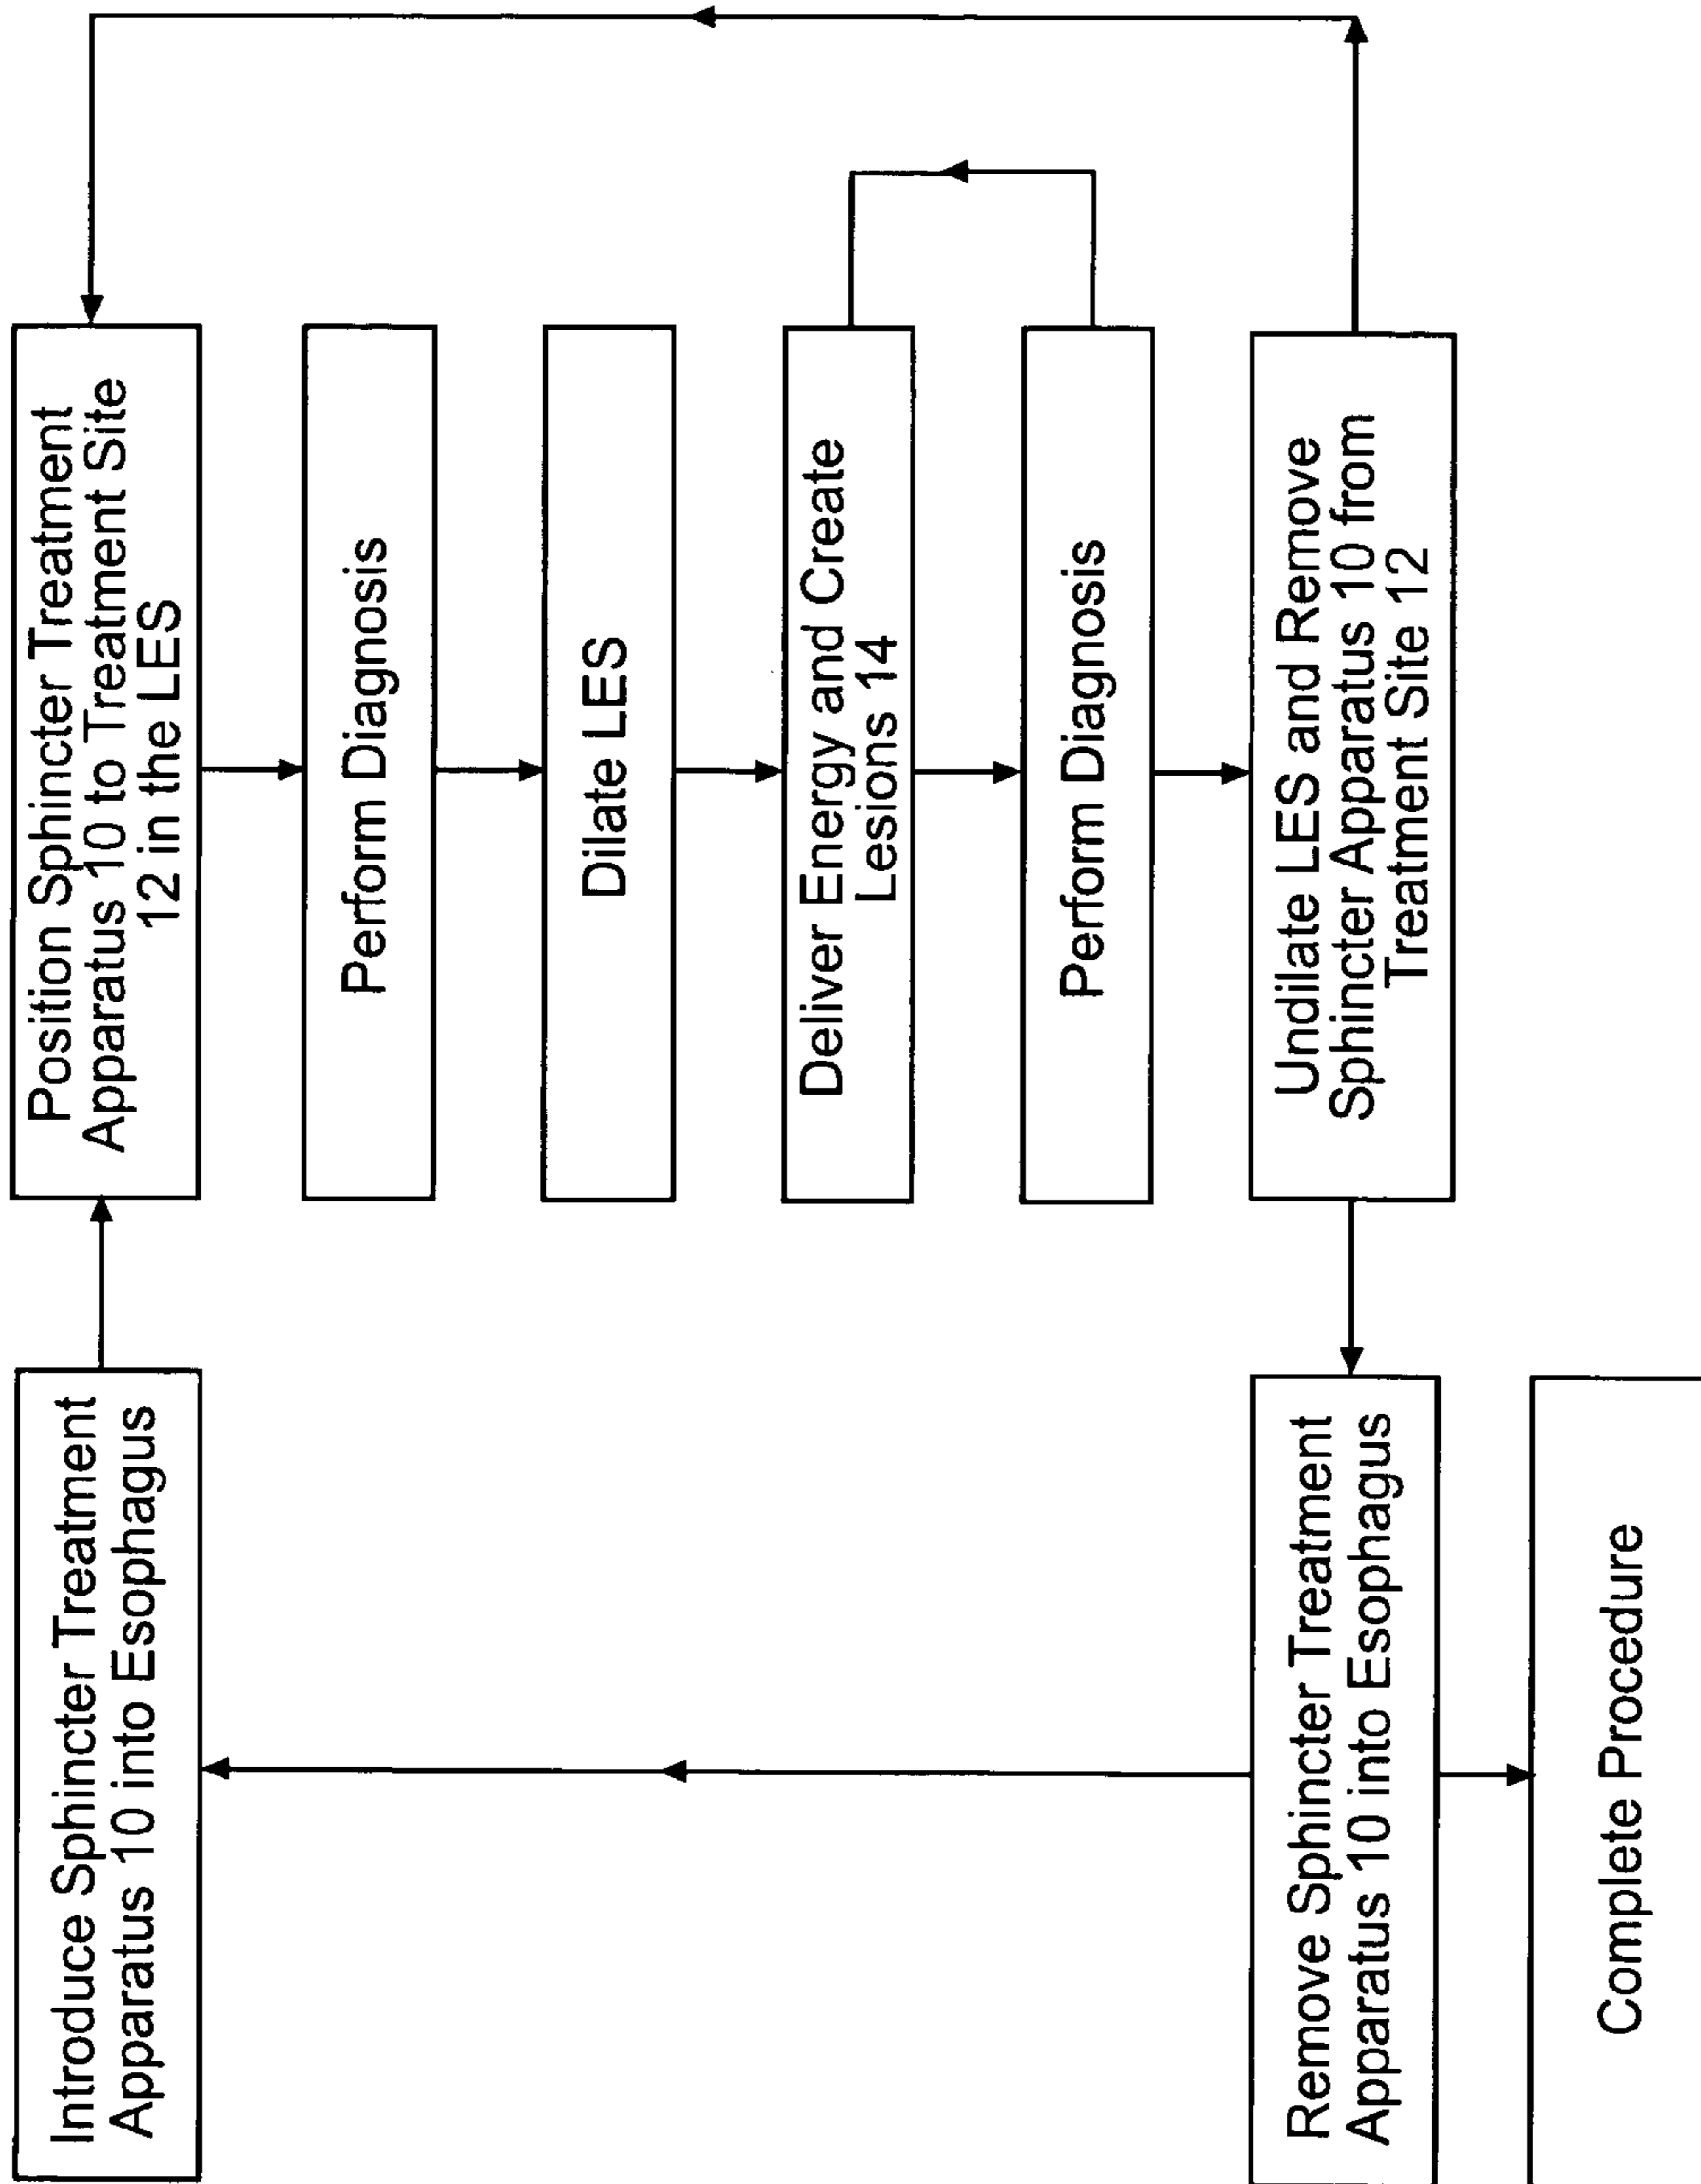 Introduce Sphincter Treatment
Apparatus 10 into Esophagus
Position Sphincter Treatment
Apparatus 10 to Treatment Site
12 in the LES
Perform Diagnosis
Dilate LES
Deliver Energy and Create
Lesions 14
Perform Diagnosis
Undilate LES and Remove
Sphincter Apparatus 10 from
Treatment Site 12
Remove Sphincter Treatment
Apparatus 10 into Esophagus
Complete Procedure